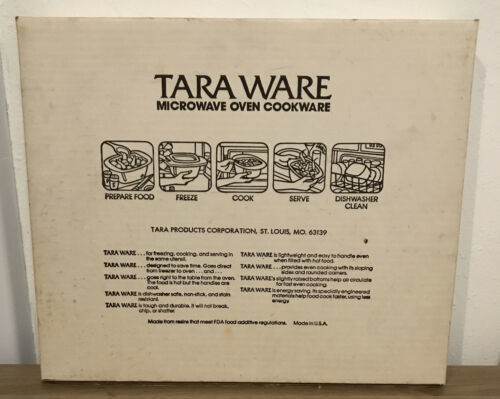 TARA WARE
MICROWAVE OVEN COOKWARE
PREPARE FOOD
FREEZE
COOK
SERVE
DISHWASHER
CLEAN
TARA PRODUCTS CORPORATION, ST. LOUIS, MO. 63139
TARA WARE . . . for freezing, cooking, and serving in
the same utensil.
TARA WARE . . . designed to save time. Goes direct
from freezer to oven . . . and . . .
TARA WARE . . . goes right to the table from the oven.
The food is hot but the handles are
cool.
TARA WARE is dishwasher safe, non-stick, and stain
resistant.
TARA WARE is tough and durable. It will not break,
chip, or shatter.
TARA WARE is lightweight and easy to handle even
when filled with hot food.
TARA WARE . . . provides even cooking with its sloping
sides and rounded corners.
TARA WARE's slightly raised bottoms help air circulate
for fast even cooking.
TARA WARE is energy saving. Its specially engineered
materials help food cook faster, using less
energy.
Made from resins that meet FDA food additive regulations. Made in U.S.A.